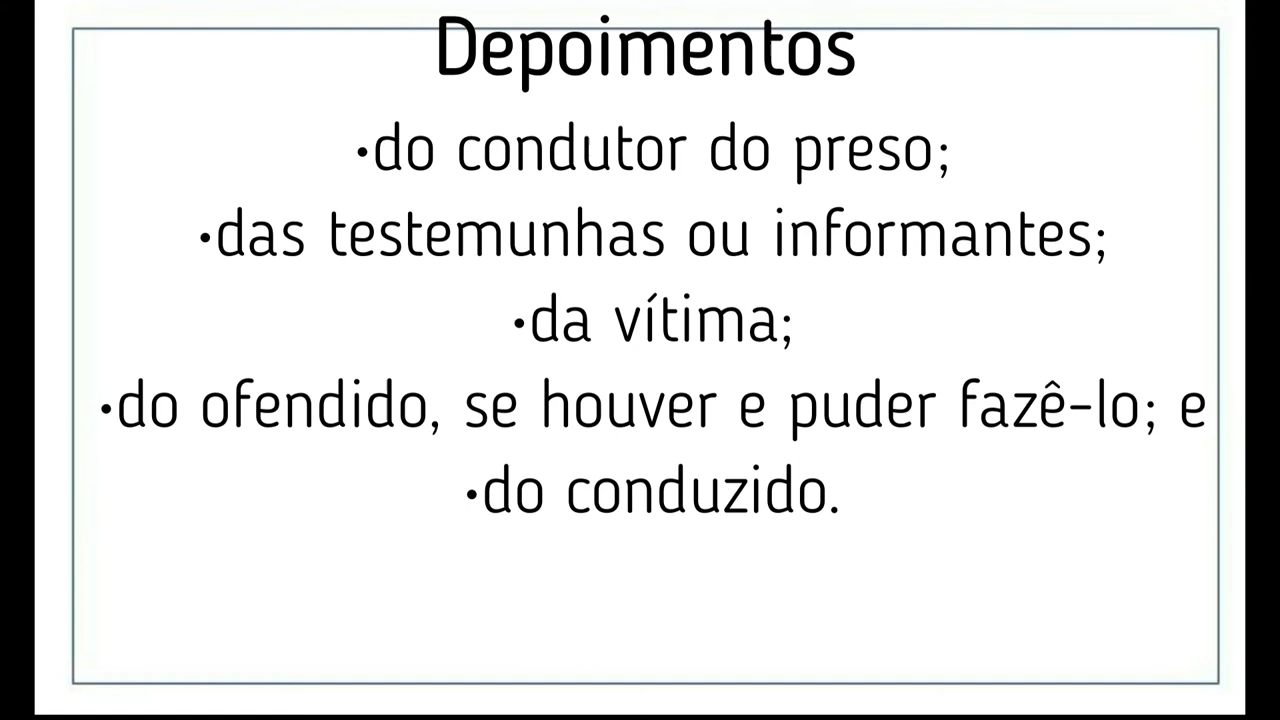 Depoimentos
•do condutor do preso;
•das testemunhas ou informantes;
•da vítima;
•do ofendido, se houver e puder fazê-lo; e
•do conduzido.